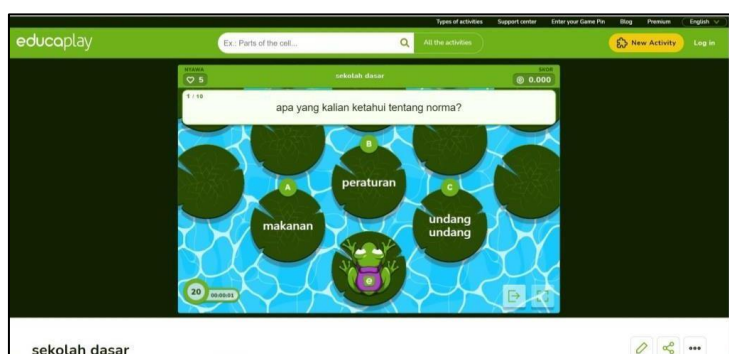 Types of activities Support center Enter your Game Pin Blog Premium English
educaplay Ex.: Parts of the cell... All the activities New Activity Log in
NYAWA
5
sekolah dasar
SKOR
0.000
1 / 10
apa yang kalian ketahui tentang norma?
B
peraturan
A
makanan
C
undang
undang
e
20 00:00:01
sekolah dasar